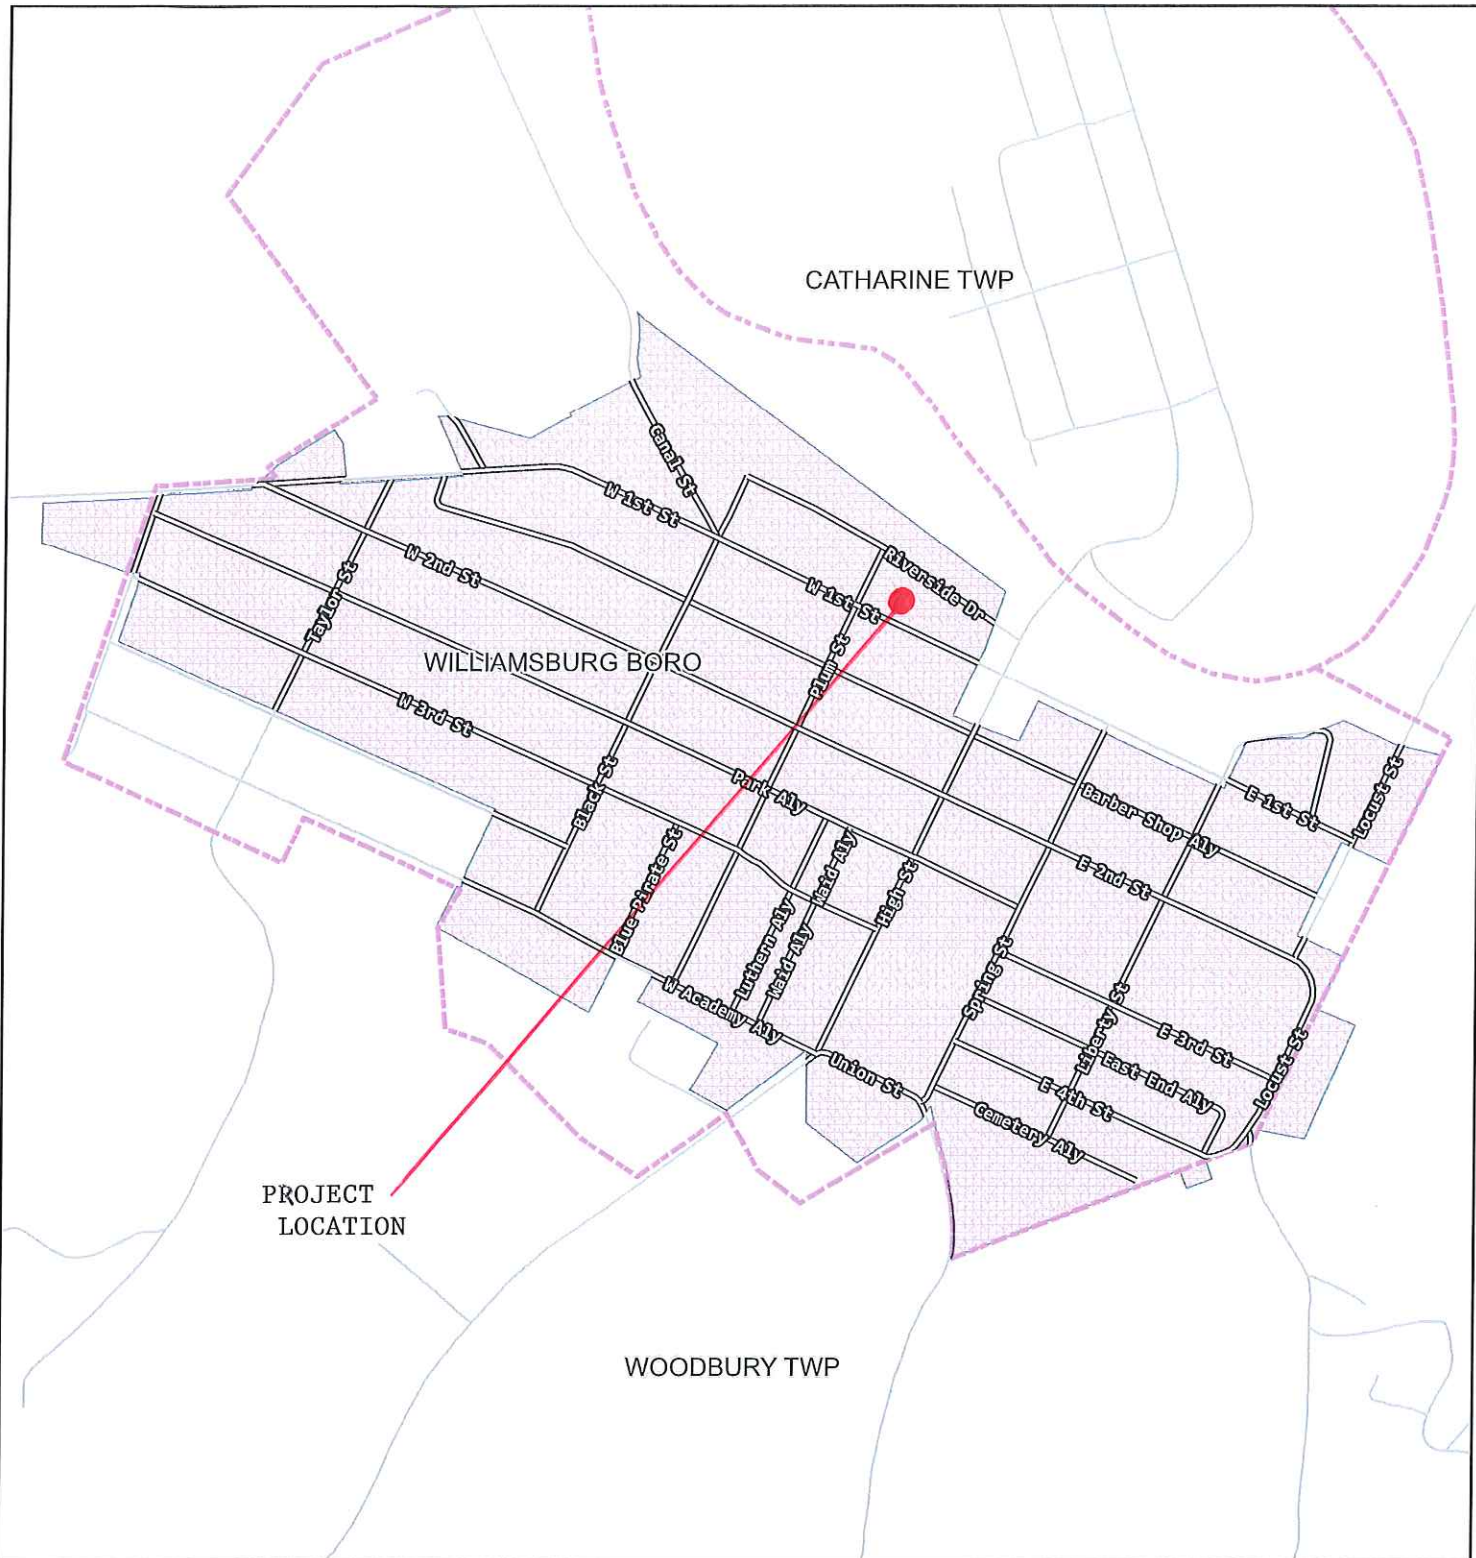 CATHARINE TWP
Canal-St
W-1st-St
Riverside-Dr
W-2nd-St
W-1st-St
Taylor-St
Plum-St
WILLIAMSBURG BORO
W-3rd-St
Park-Aly
Black-St
Barber-Shop-Aly
E-1st-St
Locust-St
Blue-Pirate-St
Maid-Aly
High-St
E-2nd-St
Luthern-Aly
Maid-Aly
Spring-St
W-Academy-Aly
Liberty-St
E-3rd-St
Union-St
East-End-Aly
Locust-St
E-4th-St
Cemetery-Aly
PROJECT
LOCATION
WOODBURY TWP